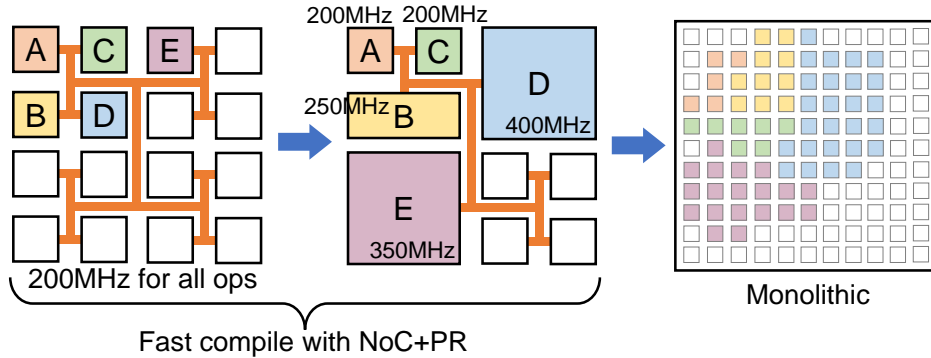 200MHz 200MHz
A C E A C
D
B D 250MHz B
400MHz
E
350MHz
200MHz for all ops
Monolithic
Fast compile with NoC+PR